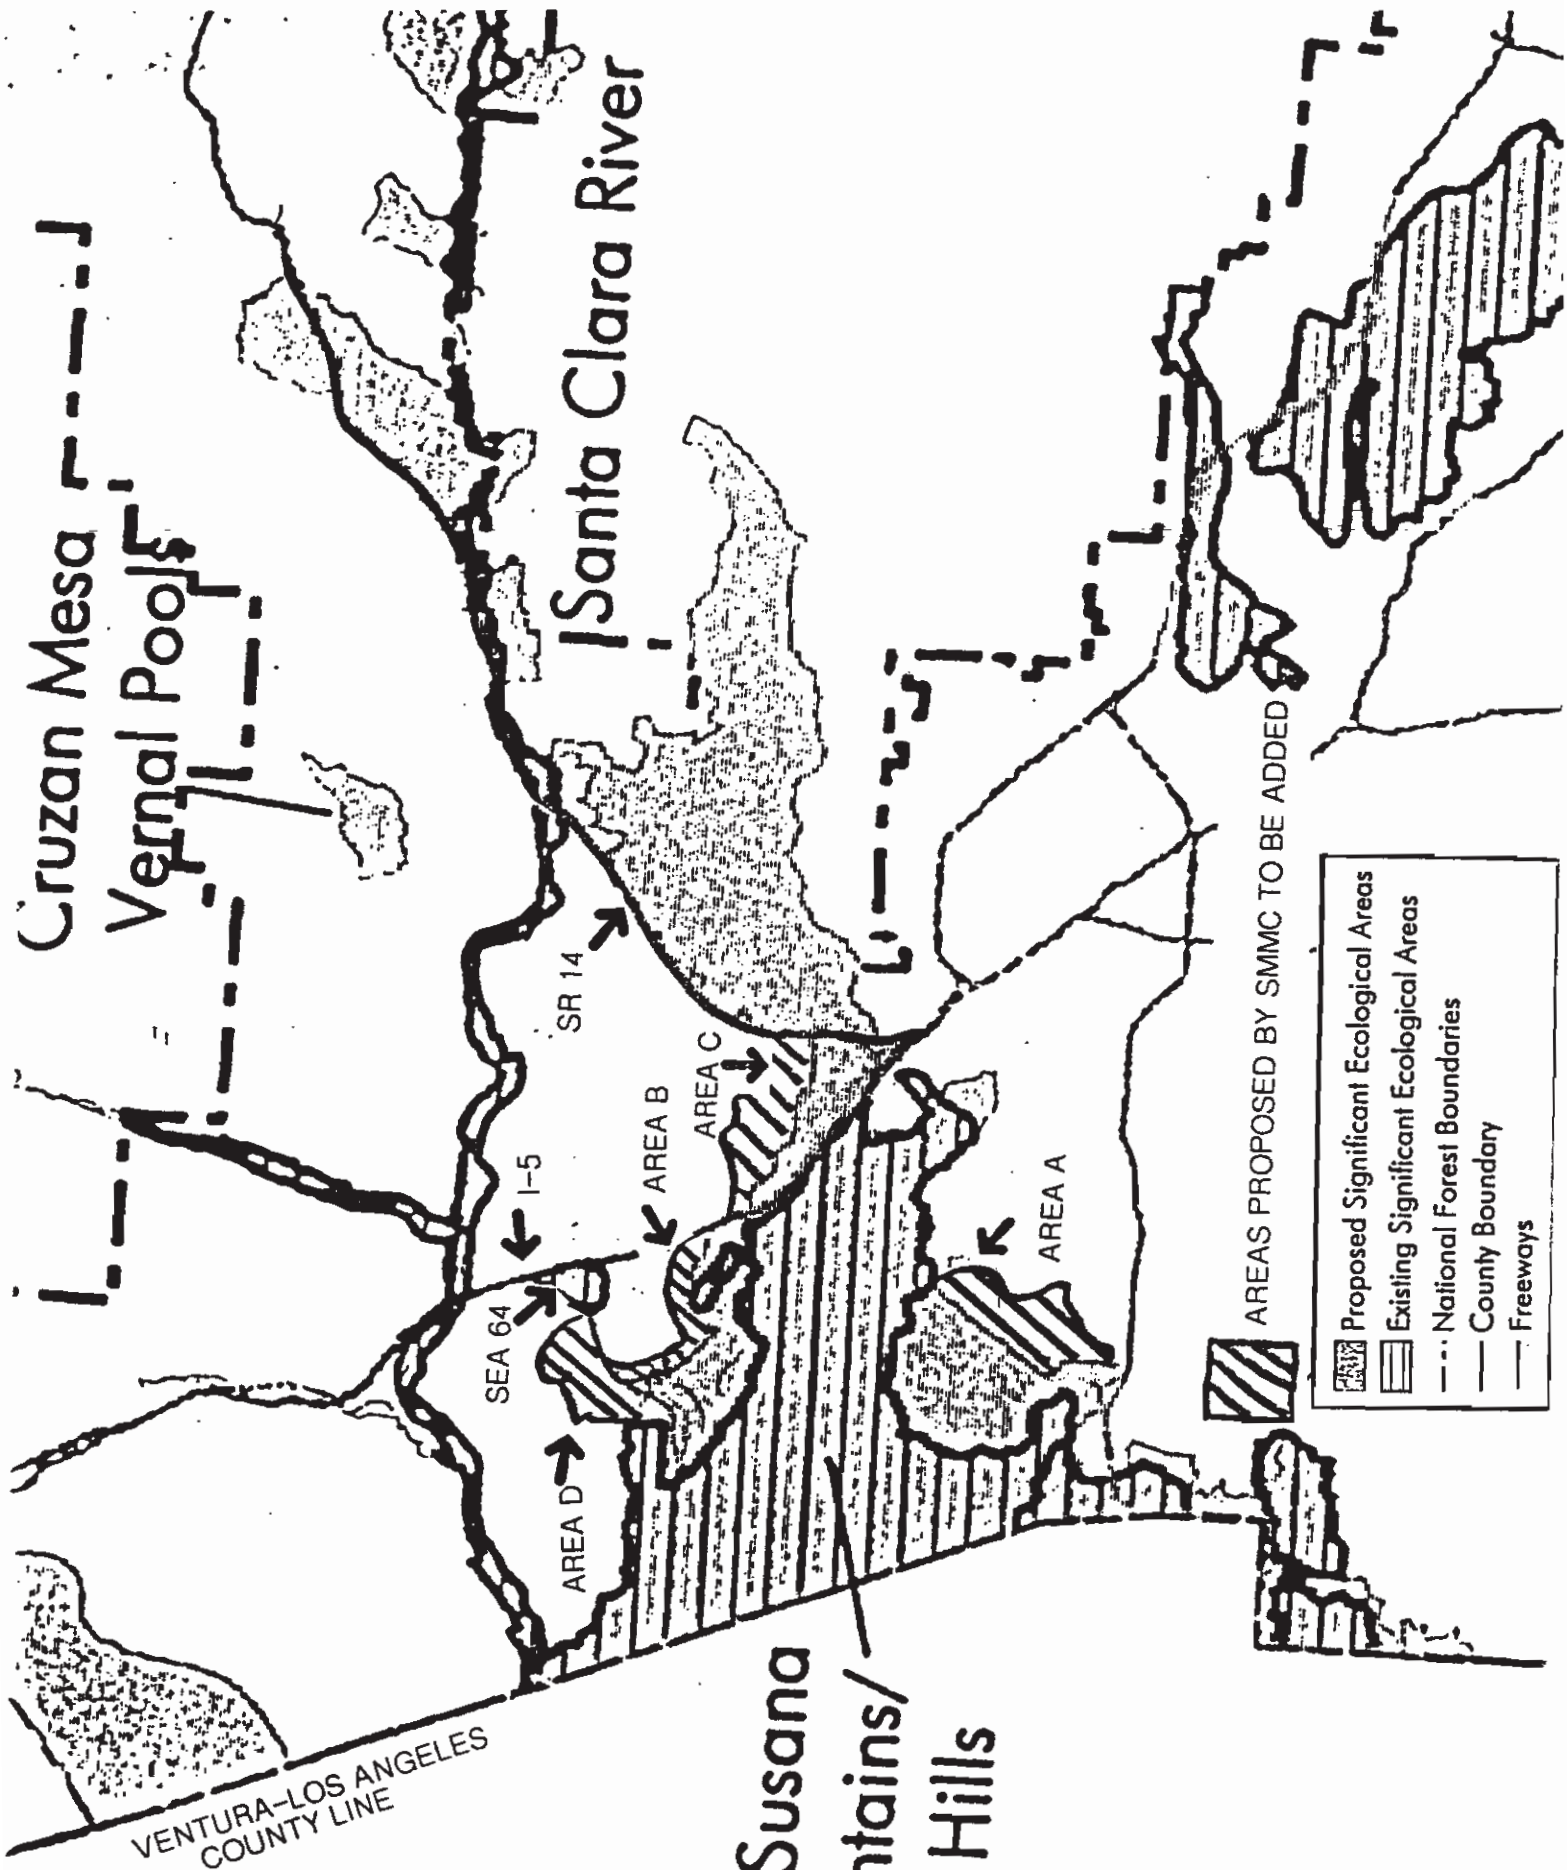 Cruzan Mesa
Vernal Pools
Santa Clara River
SR 14
I-5
SEA 64
AREA B
AREA C
AREA D
AREA A
VENTURA-LOS ANGELES
COUNTY LINE
Susana
ntains/
Hills
AREAS PROPOSED BY SMMC TO BE ADDED
Proposed Significant Ecological Areas
Existing Significant Ecological Areas
National Forest Boundaries
County Boundary
Freeways